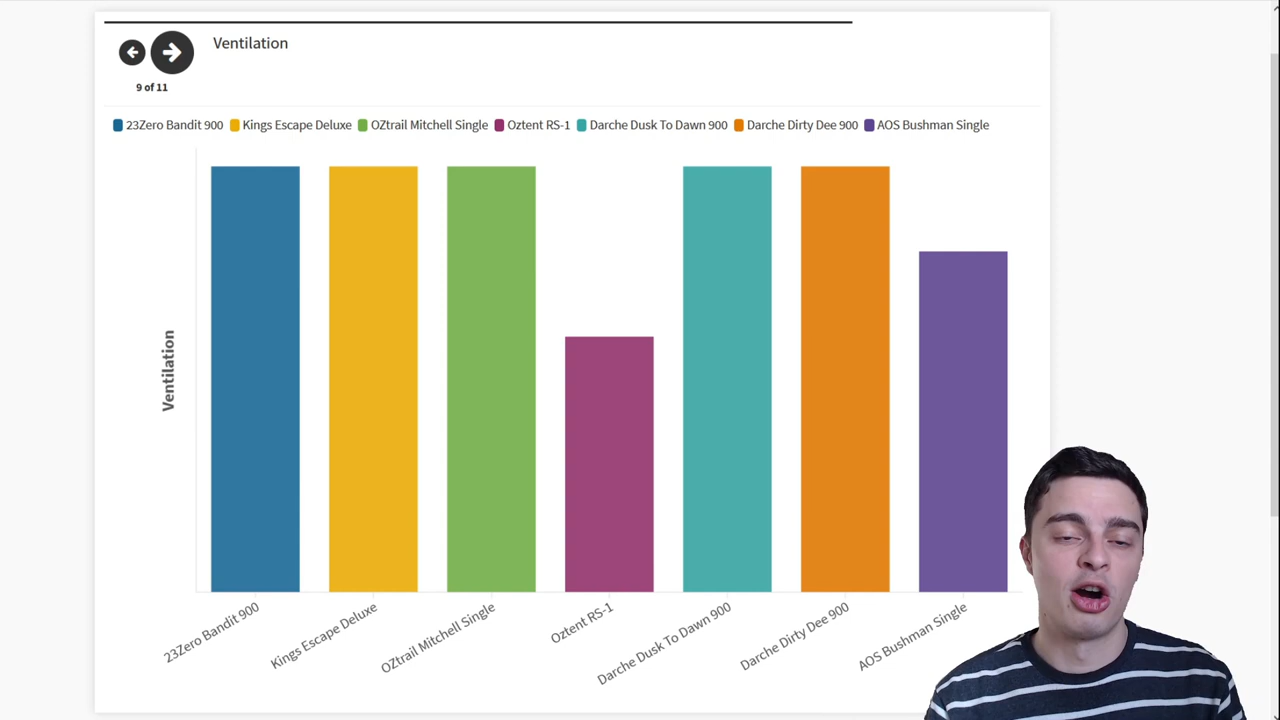 Ventilation
9 of 11
23Zero Bandit 900 Kings Escape Deluxe OZtrail Mitchell Single Oztent RS-1 Darche Dusk To Dawn 900 Darche Dirty Dee 900 AOS Bushman Single
Ventilation
23Zero Bandit 900
Kings Escape Deluxe
OZtrail Mitchell Single
Oztent RS-1
Darche Dusk To Dawn 900
Darche Dirty Dee 900
AOS Bushman Single